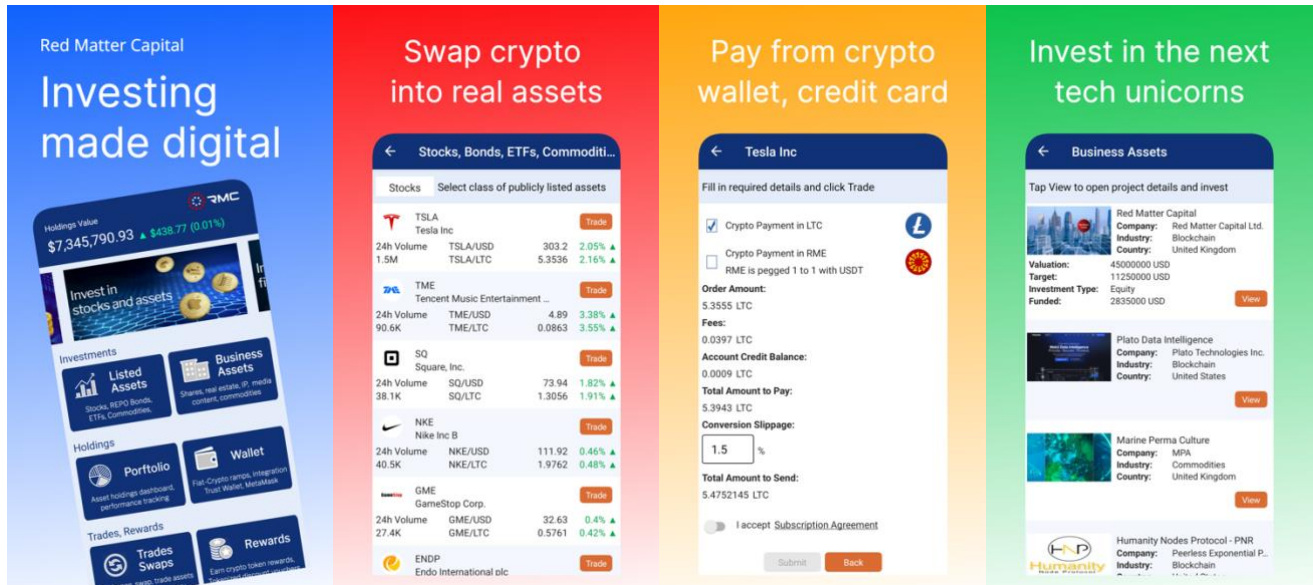 Red Matter Capital
Investing
made digital
RMC
Holdings Value
$7,345,790.93 ▲ $438.77 (0.01%)
Invest in
stocks and assets
Investments
Listed
Assets
Stocks, REPO Bonds,
ETFs, Commodities,
Business
Assets
Shares, real estate, IP, media
content, commodities
Holdings
Porftolio
Asset holdings dashboard,
performance tracking
Wallet
Fiat-Crypto ramps, integration
Trust Wallet, MetaMask
Trades, Rewards
Trades
Swaps
swap, trade assets
Rewards
Earn crypto token rewards,
Swap crypto
into real assets
← Stocks, Bonds, ETFs, Commoditi...
Stocks Select class of publicly listed assets
TSLA
Tesla Inc
Trade
24h Volume TSLA/USD 303.2 2.05% ▲
1.5M TSLA/LTC 5.3536 2.16% ▲
TME
TME
Tencent Music Entertainment ...
Trade
24h Volume TME/USD 4.89 3.38% ▲
90.6K TME/LTC 0.0863 3.55% ▲
SQ
Square, Inc.
Trade
24h Volume SQ/USD 73.94 1.82% ▲
38.1K SQ/LTC 1.3056 1.91% ▲
NKE
Nike Inc B
Trade
24h Volume NKE/USD 111.92 0.46% ▲
40.5K NKE/LTC 1.9762 0.48% ▲
GameStop
GME
GameStop Corp.
Trade
24h Volume GME/USD 32.63 0.4% ▲
27.4K GME/LTC 0.5761 0.42% ▲
ENDP
Endo International plc
Trade
Pay from crypto
wallet, credit card
← Tesla Inc
Fill in required details and click Trade
Crypto Payment in LTC
Crypto Payment in RME
RME is pegged 1 to 1 with USDT
Order Amount:
5.3555 LTC
Fees:
0.0397 LTC
Account Credit Balance:
0.0009 LTC
Total Amount to Pay:
5.3943 LTC
Conversion Slippage:
1.5 %
Total Amount to Send:
5.4752145 LTC
I accept Subscription Agreement
Submit Back
Invest in the next
tech unicorns
← Business Assets
Tap View to open project details and invest
Red Matter Capital
Company: Red Matter Capital Ltd.
Industry: Blockchain
Country: United Kingdom
Valuation: 45000000 USD
Target: 11250000 USD
Investment Type: Equity
Funded: 2835000 USD
View
Plato Data Intelligence
Company: Plato Technologies Inc.
Industry: Blockchain
Country: United States
View
Marine Perma Culture
Company: MPA
Industry: Commodities
Country: United Kingdom
View
HNP
Humanity
Node Protocol
Humanity Nodes Protocol - PNR
Company: Peerless Exponential P...
Industry: Blockchain